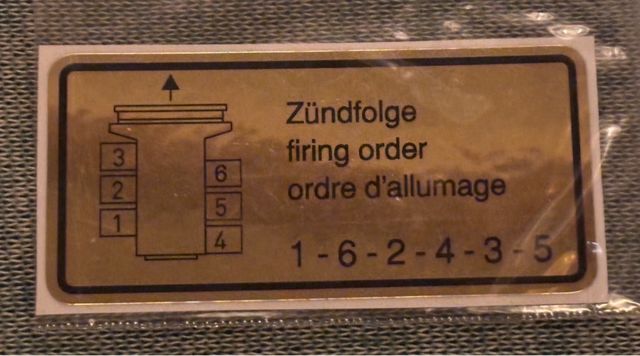 Zündfolge
firing order
ordre d'allumage
1 - 6 - 2 - 4 - 3 - 5
3
2
1
6
5
4